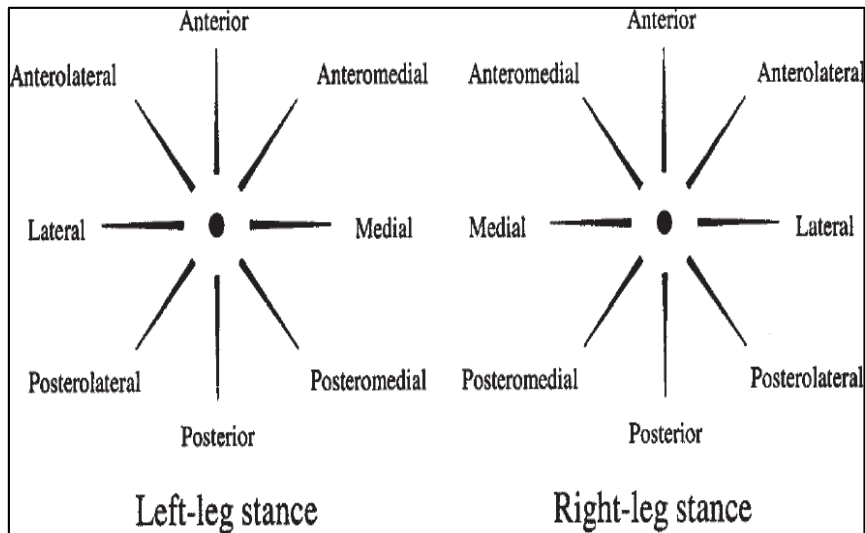 Anterior
Anterolateral
Anteromedial
Lateral
Medial
Posterolateral
Posteromedial
Posterior
Left-leg stance
Anterior
Anteromedial
Anterolateral
Medial
Lateral
Posteromedial
Posterolateral
Posterior
Right-leg stance